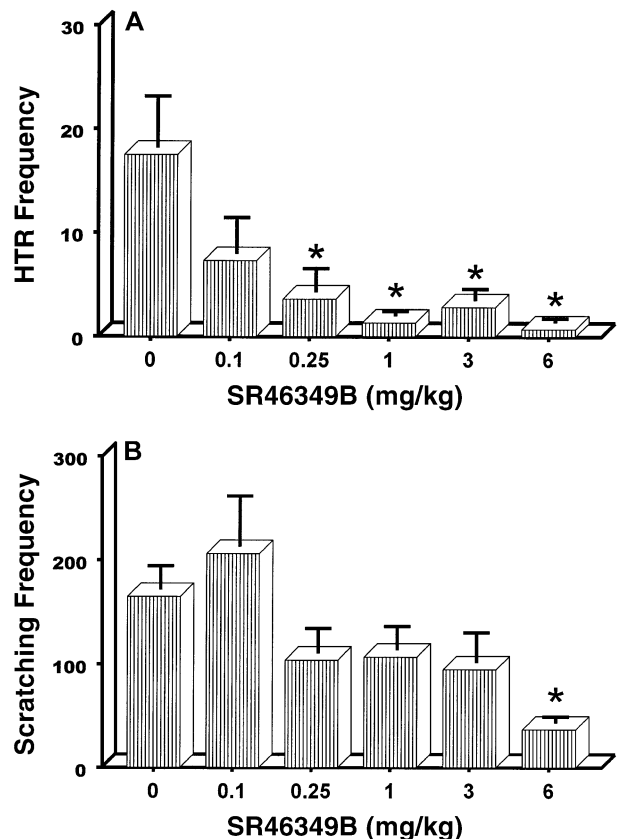 A
30
20
10
0
HTR Frequency
* * * *
0 0.1 0.25 1 3 6
SR46349B (mg/kg)
B
300
200
100
0
Scratching Frequency
*
0 0.1 0.25 1 3 6
SR46349B (mg/kg)